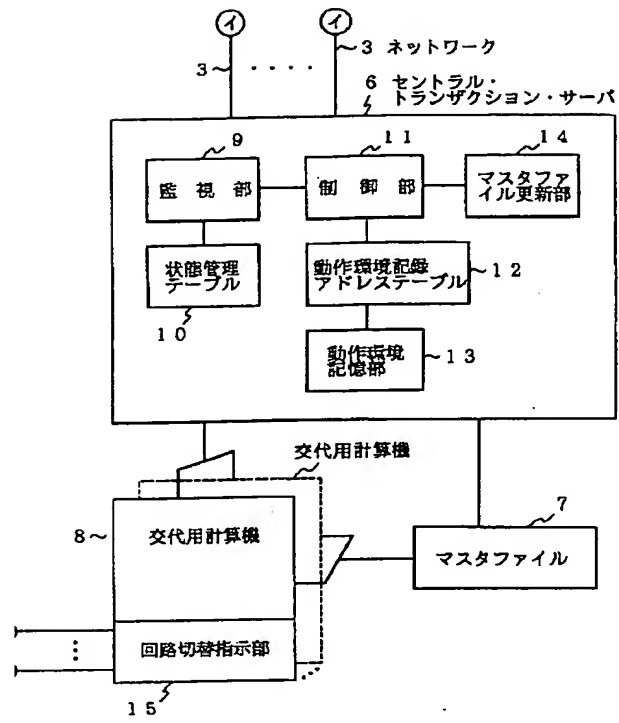 イ イ
3 ・・・・ 3 ネットワーク
6 セントラル・
トランザクション・サーバ
9 11 14
監視部 制御部 マスタファ
イル更新部
状態管理
テーブル
10
動作環境記録
アドレステーブル
12
動作環境
記憶部
13
交代用計算機
8 交代用計算機
7
マスタファイル
回路切替指示部
15